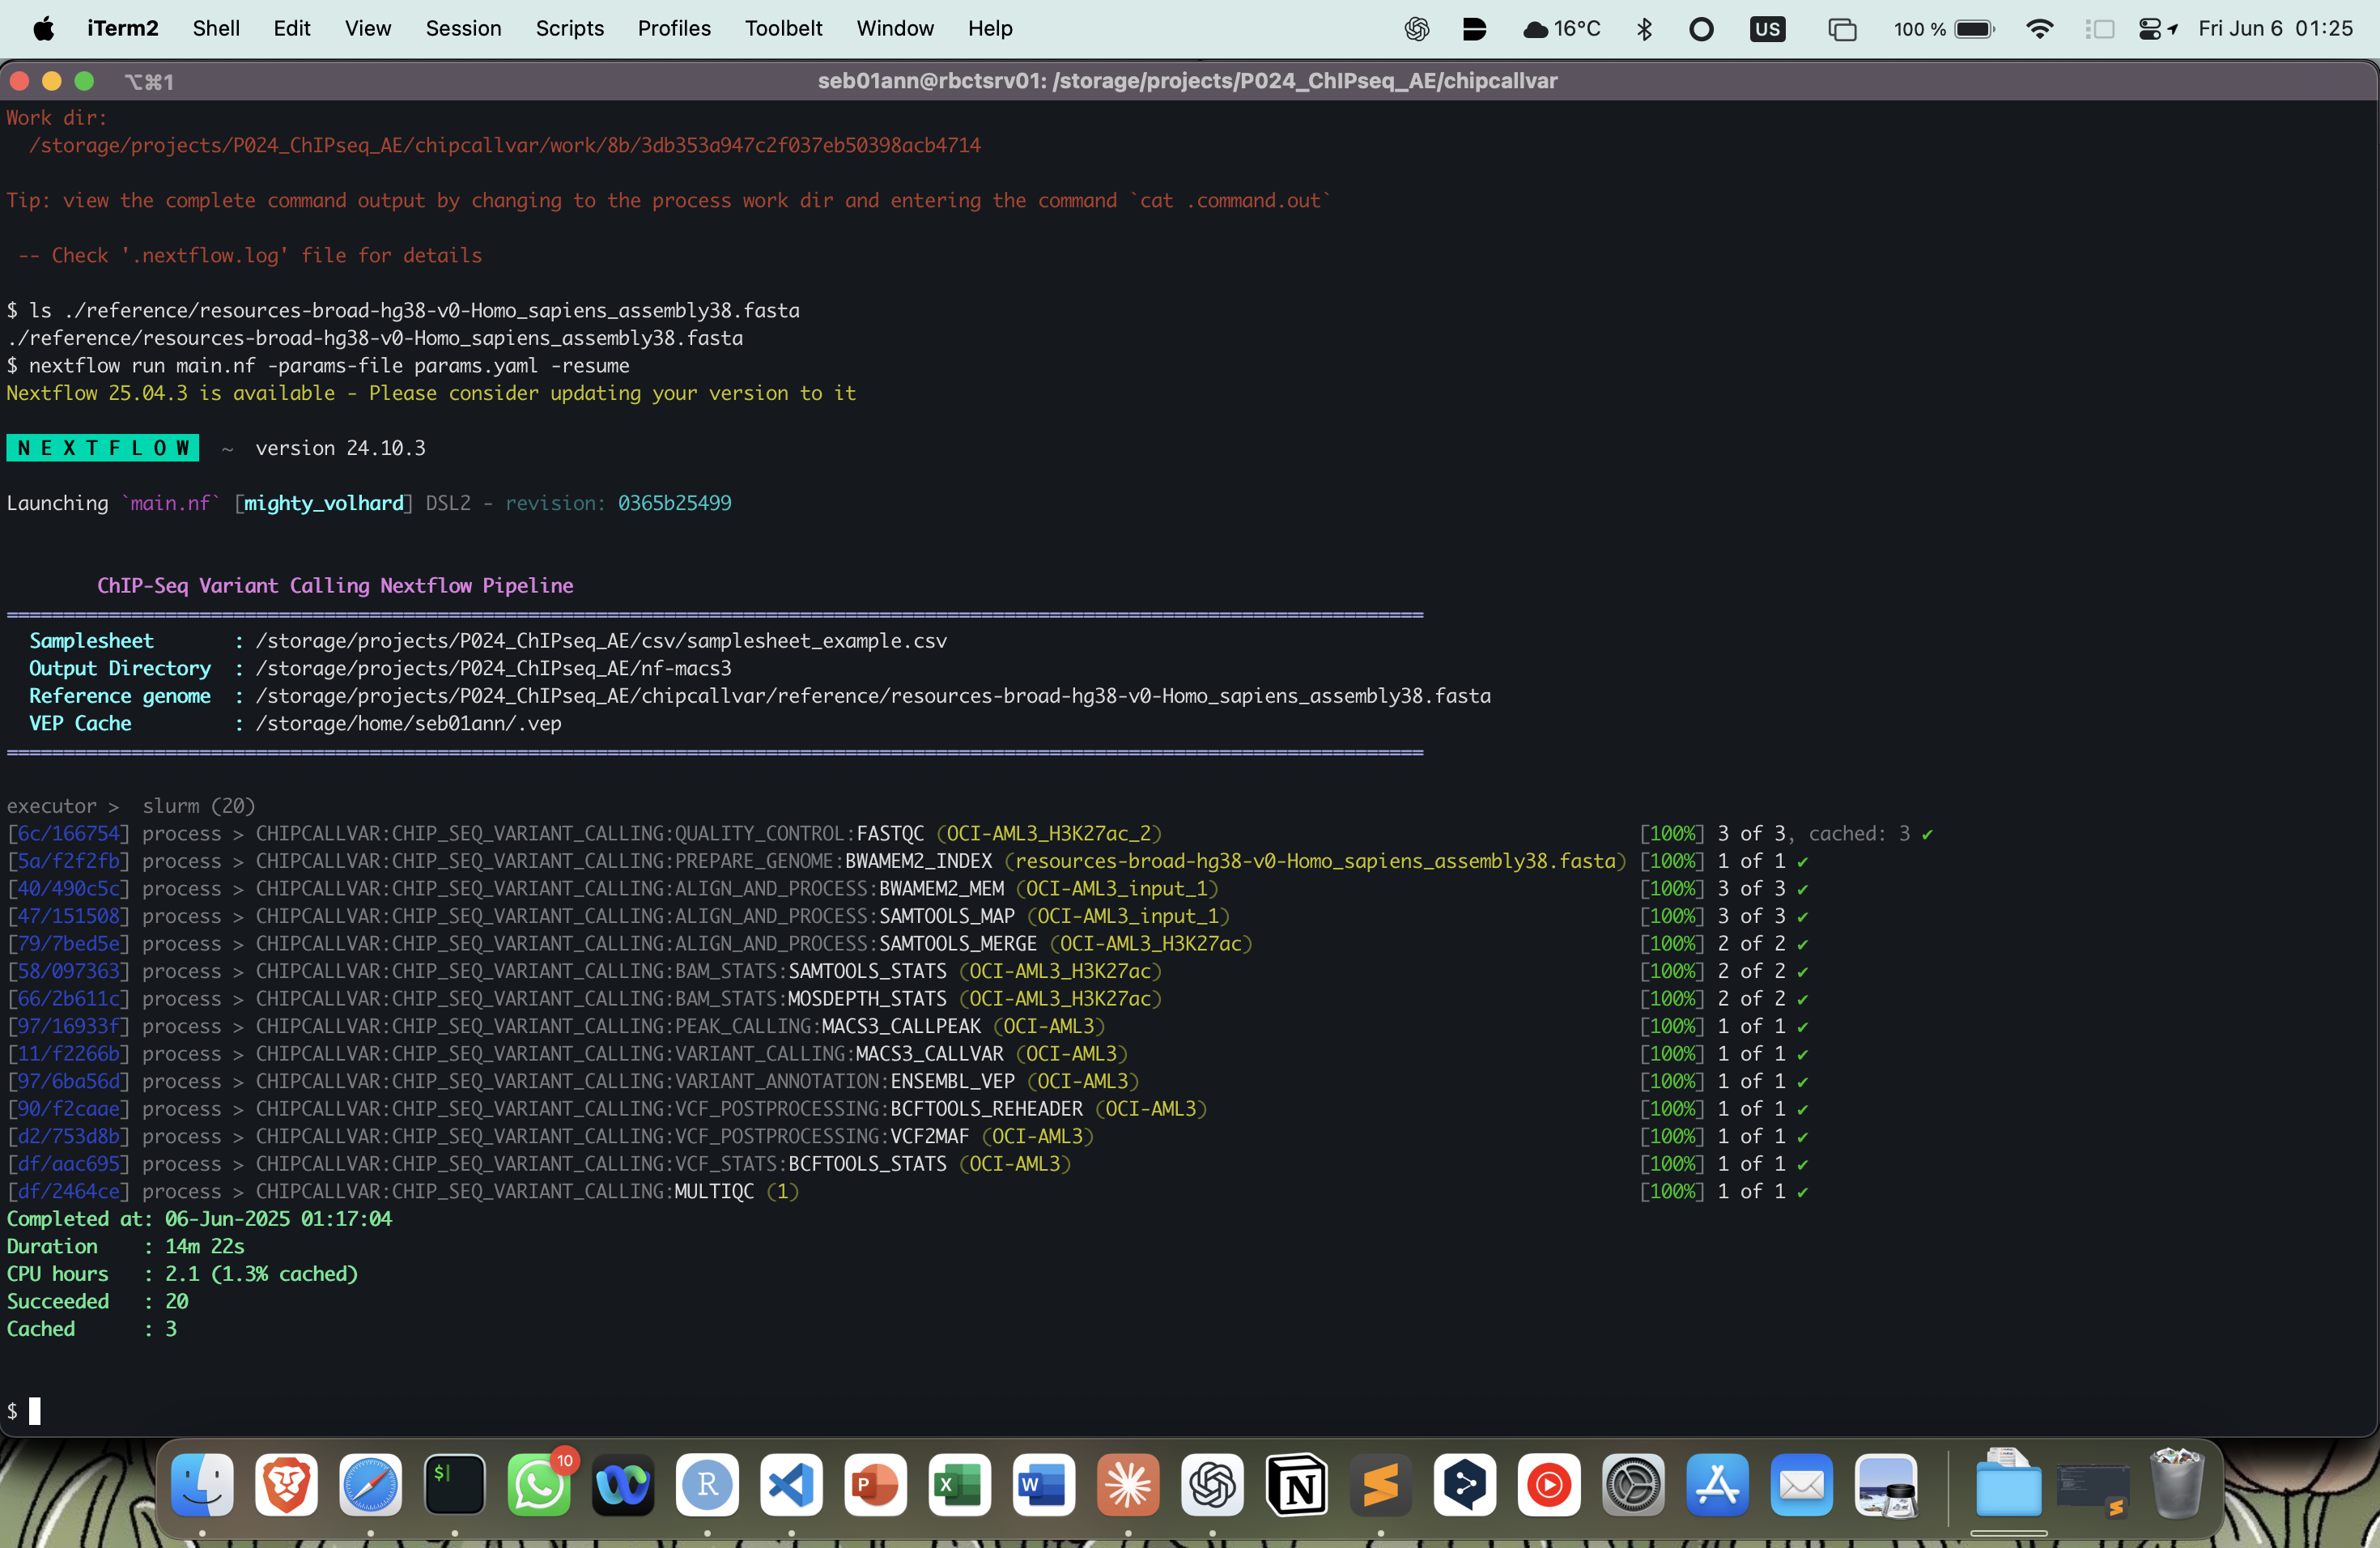 iTerm2 Shell Edit View Session Scripts Profiles Toolbelt Window Help 16°C US 100 % Fri Jun 6 01:25
⌥⌘1 seb01ann@rbctsrv01: /storage/projects/P024_ChIPseq_AE/chipcallvar
Work dir:
/storage/projects/P024_ChIPseq_AE/chipcallvar/work/8b/3db353a947c2f037eb50398acb4714
Tip: view the complete command output by changing to the process work dir and entering the command `cat .command.out`
-- Check '.nextflow.log' file for details
$ ls ./reference/resources-broad-hg38-v0-Homo_sapiens_assembly38.fasta
./reference/resources-broad-hg38-v0-Homo_sapiens_assembly38.fasta
$ nextflow run main.nf -params-file params.yaml -resume
Nextflow 25.04.3 is available - Please consider updating your version to it
N E X T F L O W ~ version 24.10.3
Launching `main.nf` [mighty_volhard] DSL2 - revision: 0365b25499
ChIP-Seq Variant Calling Nextflow Pipeline
Samplesheet : /storage/projects/P024_ChIPseq_AE/csv/samplesheet_example.csv
Output Directory : /storage/projects/P024_ChIPseq_AE/nf-macs3
Reference genome : /storage/projects/P024_ChIPseq_AE/chipcallvar/reference/resources-broad-hg38-v0-Homo_sapiens_assembly38.fasta
VEP Cache : /storage/home/seb01ann/.vep
executor > slurm (20)
[6c/166754] process > CHIPCALLVAR:CHIP_SEQ_VARIANT_CALLING:QUALITY_CONTROL:FASTQC (OCI-AML3_H3K27ac_2) [100%] 3 of 3, cached: 3 ✔
[5a/f2f2fb] process > CHIPCALLVAR:CHIP_SEQ_VARIANT_CALLING:PREPARE_GENOME:BWAMEM2_INDEX (resources-broad-hg38-v0-Homo_sapiens_assembly38.fasta) [100%] 1 of 1 ✔
[40/490c5c] process > CHIPCALLVAR:CHIP_SEQ_VARIANT_CALLING:ALIGN_AND_PROCESS:BWAMEM2_MEM (OCI-AML3_input_1) [100%] 3 of 3 ✔
[47/151508] process > CHIPCALLVAR:CHIP_SEQ_VARIANT_CALLING:ALIGN_AND_PROCESS:SAMTOOLS_MAP (OCI-AML3_input_1) [100%] 3 of 3 ✔
[79/7bed5e] process > CHIPCALLVAR:CHIP_SEQ_VARIANT_CALLING:ALIGN_AND_PROCESS:SAMTOOLS_MERGE (OCI-AML3_H3K27ac) [100%] 2 of 2 ✔
[58/097363] process > CHIPCALLVAR:CHIP_SEQ_VARIANT_CALLING:BAM_STATS:SAMTOOLS_STATS (OCI-AML3_H3K27ac) [100%] 2 of 2 ✔
[66/2b611c] process > CHIPCALLVAR:CHIP_SEQ_VARIANT_CALLING:BAM_STATS:MOSDEPTH_STATS (OCI-AML3_H3K27ac) [100%] 2 of 2 ✔
[97/16933f] process > CHIPCALLVAR:CHIP_SEQ_VARIANT_CALLING:PEAK_CALLING:MACS3_CALLPEAK (OCI-AML3) [100%] 1 of 1 ✔
[11/f2266b] process > CHIPCALLVAR:CHIP_SEQ_VARIANT_CALLING:VARIANT_CALLING:MACS3_CALLVAR (OCI-AML3) [100%] 1 of 1 ✔
[97/6ba56d] process > CHIPCALLVAR:CHIP_SEQ_VARIANT_CALLING:VARIANT_ANNOTATION:ENSEMBL_VEP (OCI-AML3) [100%] 1 of 1 ✔
[90/f2caae] process > CHIPCALLVAR:CHIP_SEQ_VARIANT_CALLING:VCF_POSTPROCESSING:BCFTOOLS_REHEADER (OCI-AML3) [100%] 1 of 1 ✔
[d2/753d8b] process > CHIPCALLVAR:CHIP_SEQ_VARIANT_CALLING:VCF_POSTPROCESSING:VCF2MAF (OCI-AML3) [100%] 1 of 1 ✔
[df/aac695] process > CHIPCALLVAR:CHIP_SEQ_VARIANT_CALLING:VCF_STATS:BCFTOOLS_STATS (OCI-AML3) [100%] 1 of 1 ✔
[df/2464ce] process > CHIPCALLVAR:CHIP_SEQ_VARIANT_CALLING:MULTIQC (1) [100%] 1 of 1 ✔
Completed at: 06-Jun-2025 01:17:04
Duration : 14m 22s
CPU hours : 2.1 (1.3% cached)
Succeeded : 20
Cached : 3
$
$ 10 R P X W N